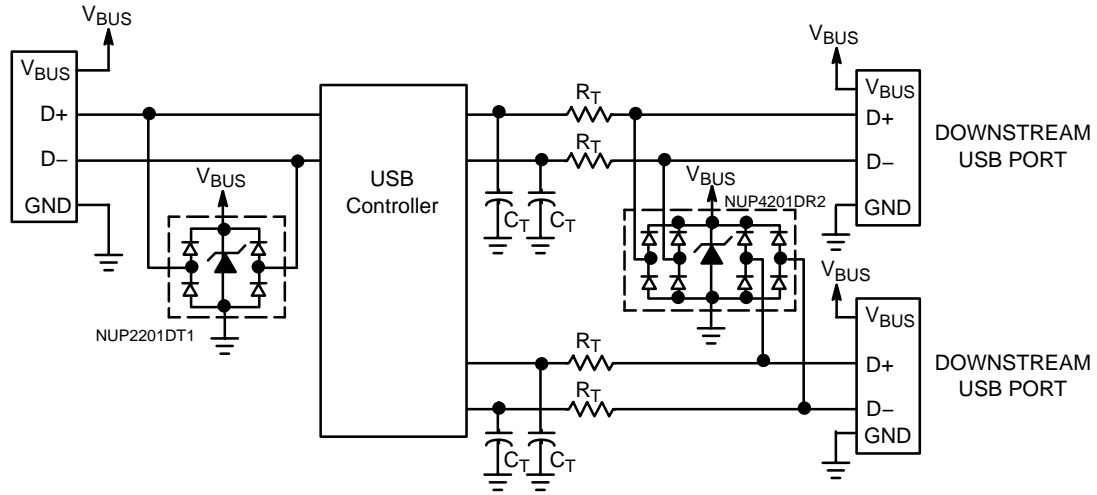 VBUS
VBUS
D+
D−
GND
VBUS
NUP2201DT1
USB
Controller
RT
RT
CT
CT
VBUS
NUP4201DR2
RT
RT
CT
CT
VBUS
VBUS
D+
D−
GND
DOWNSTREAM
USB PORT
VBUS
VBUS
D+
D−
GND
DOWNSTREAM
USB PORT